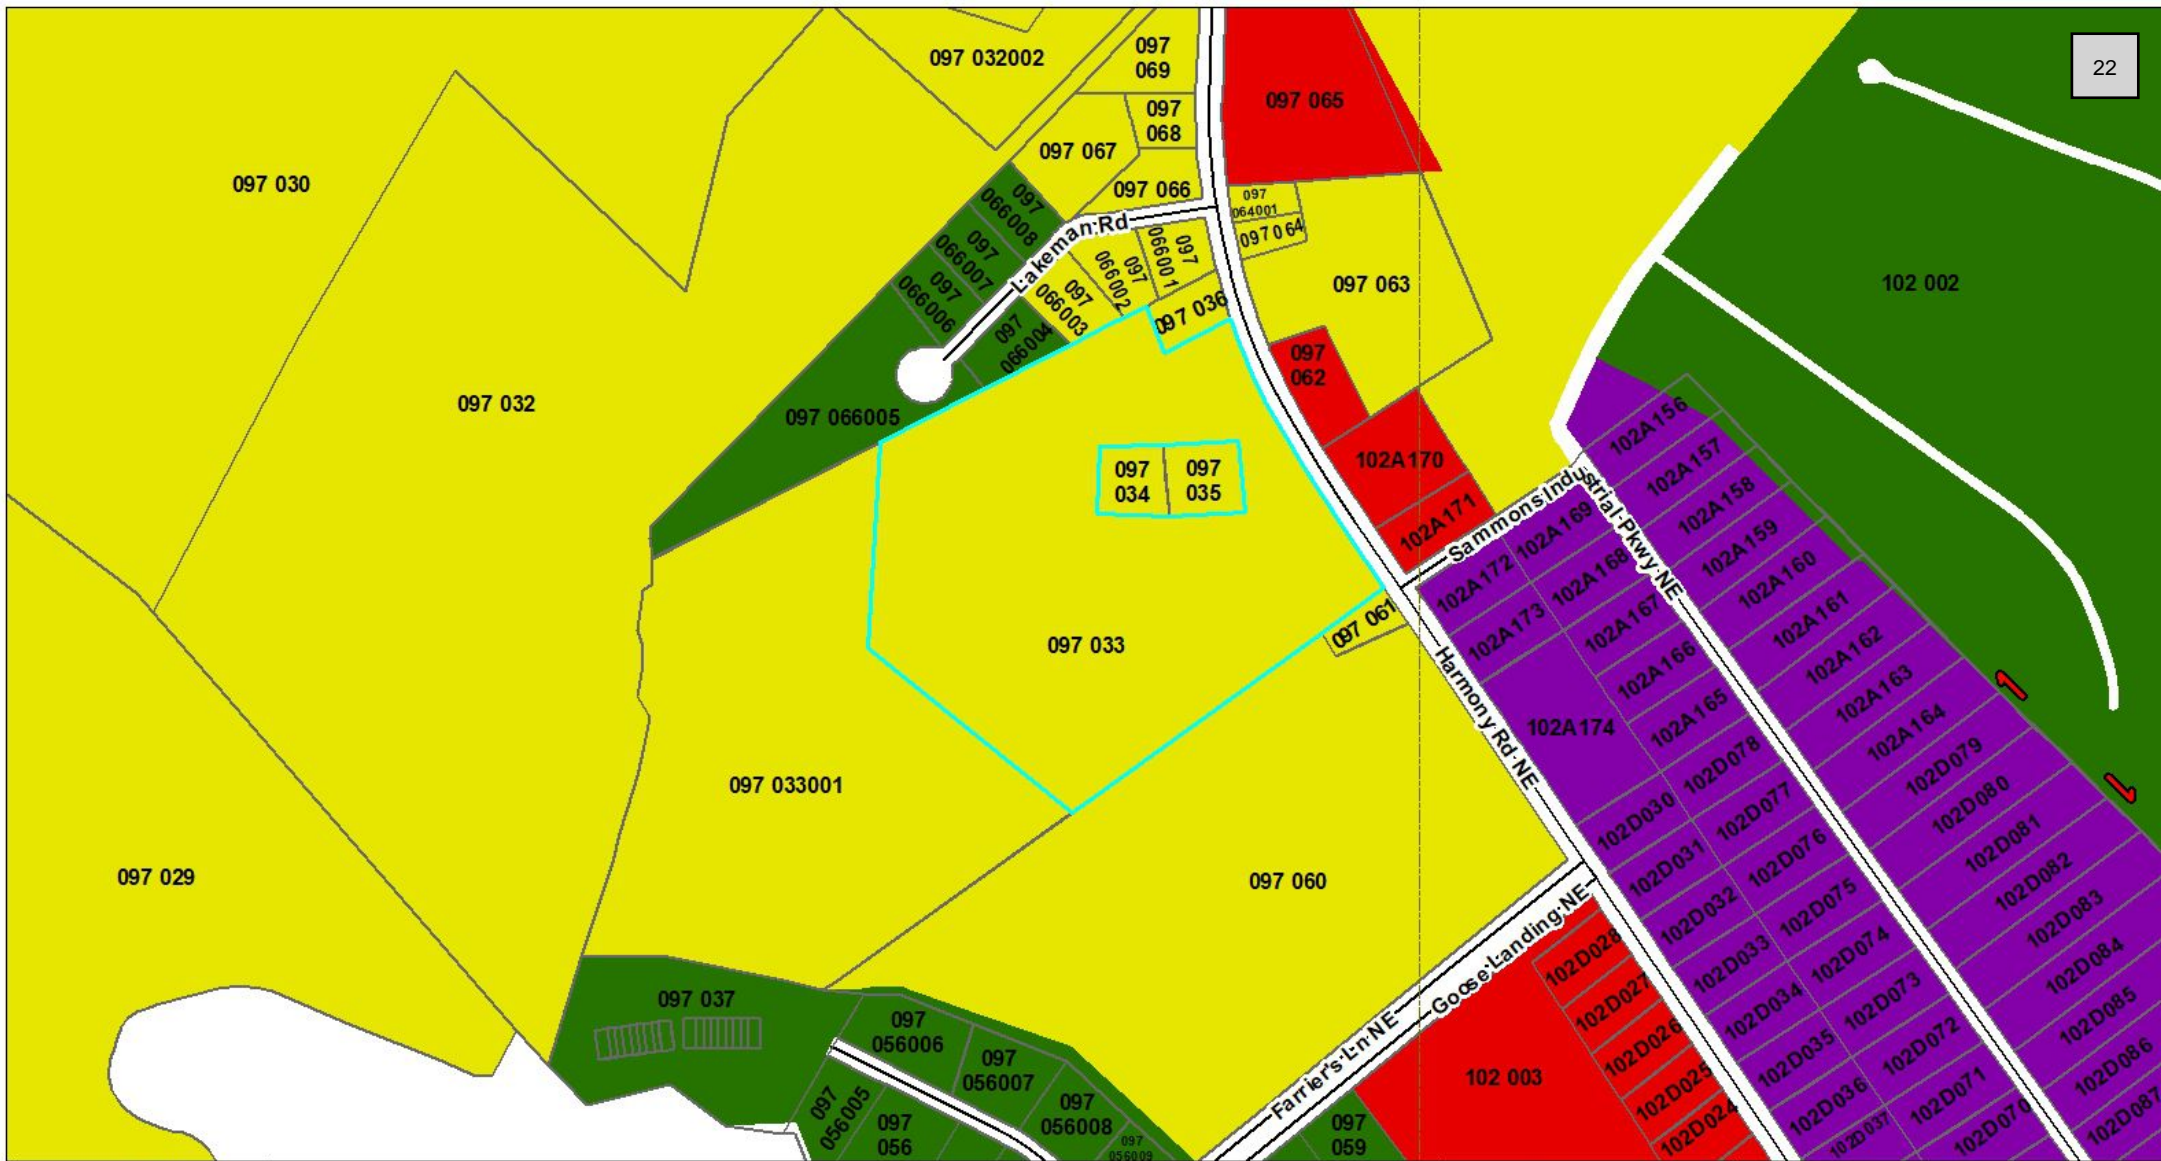 22
097 032002
097
069
097
068
097 065
097 067
097 066
097
064001
097 064
097 030
097
066008
Lakeman Rd
097
066007
097
066006
097
066001
097
066002
097
066003
097
066004
097 036
097 063
102 002
097
062
097 032
097 066005
102A156
102A157
102A158
102A159
102A160
102A161
102A162
102A163
102A164
097
034
097
035
102A170
102A171
Sammons Industrial Pkwy NE
102A169
102A168
102A167
102A166
102A165
102A172
102A173
102A174
097 061
097 033
Harmony Rd NE
097 033001
097 029
097 060
102D078
102D077
102D076
102D075
102D074
102D073
102D072
102D071
102D070
102D079
102D080
102D081
102D082
102D083
102D084
102D085
102D086
102D087
102D030
102D031
102D032
102D033
102D034
102D035
102D036
102D037
1
1
097 037
097
056006
097
056007
097
056008
097
056009
097
056005
097
056
Farrier's Ln NE
Goose Landing NE
097
059
102 003
102D028
102D027
102D026
102D025
102D024